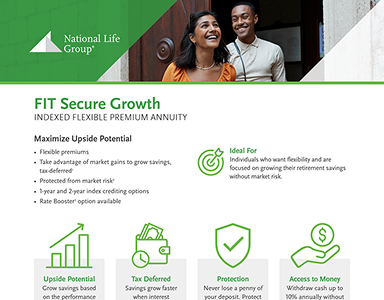 National Life
Group®
FIT Secure Growth
INDEXED FLEXIBLE PREMIUM ANNUITY
Maximize Upside Potential
• Flexible premiums
• Take advantage of market gains to grow savings,
tax-deferred¹
• Protected from market risk²
• 1-year and 2-year index crediting options
• Rate Booster³ option available
Ideal For
Individuals who want flexibility and are
focused on growing their retirement savings
without market risk.
Upside Potential
Grow savings based
on the performance
Tax Deferred
Savings grow faster
when interest
Protection
Never lose a penny of
your deposit. Protect
Access to Money
Withdraw cash up to
10% annually without